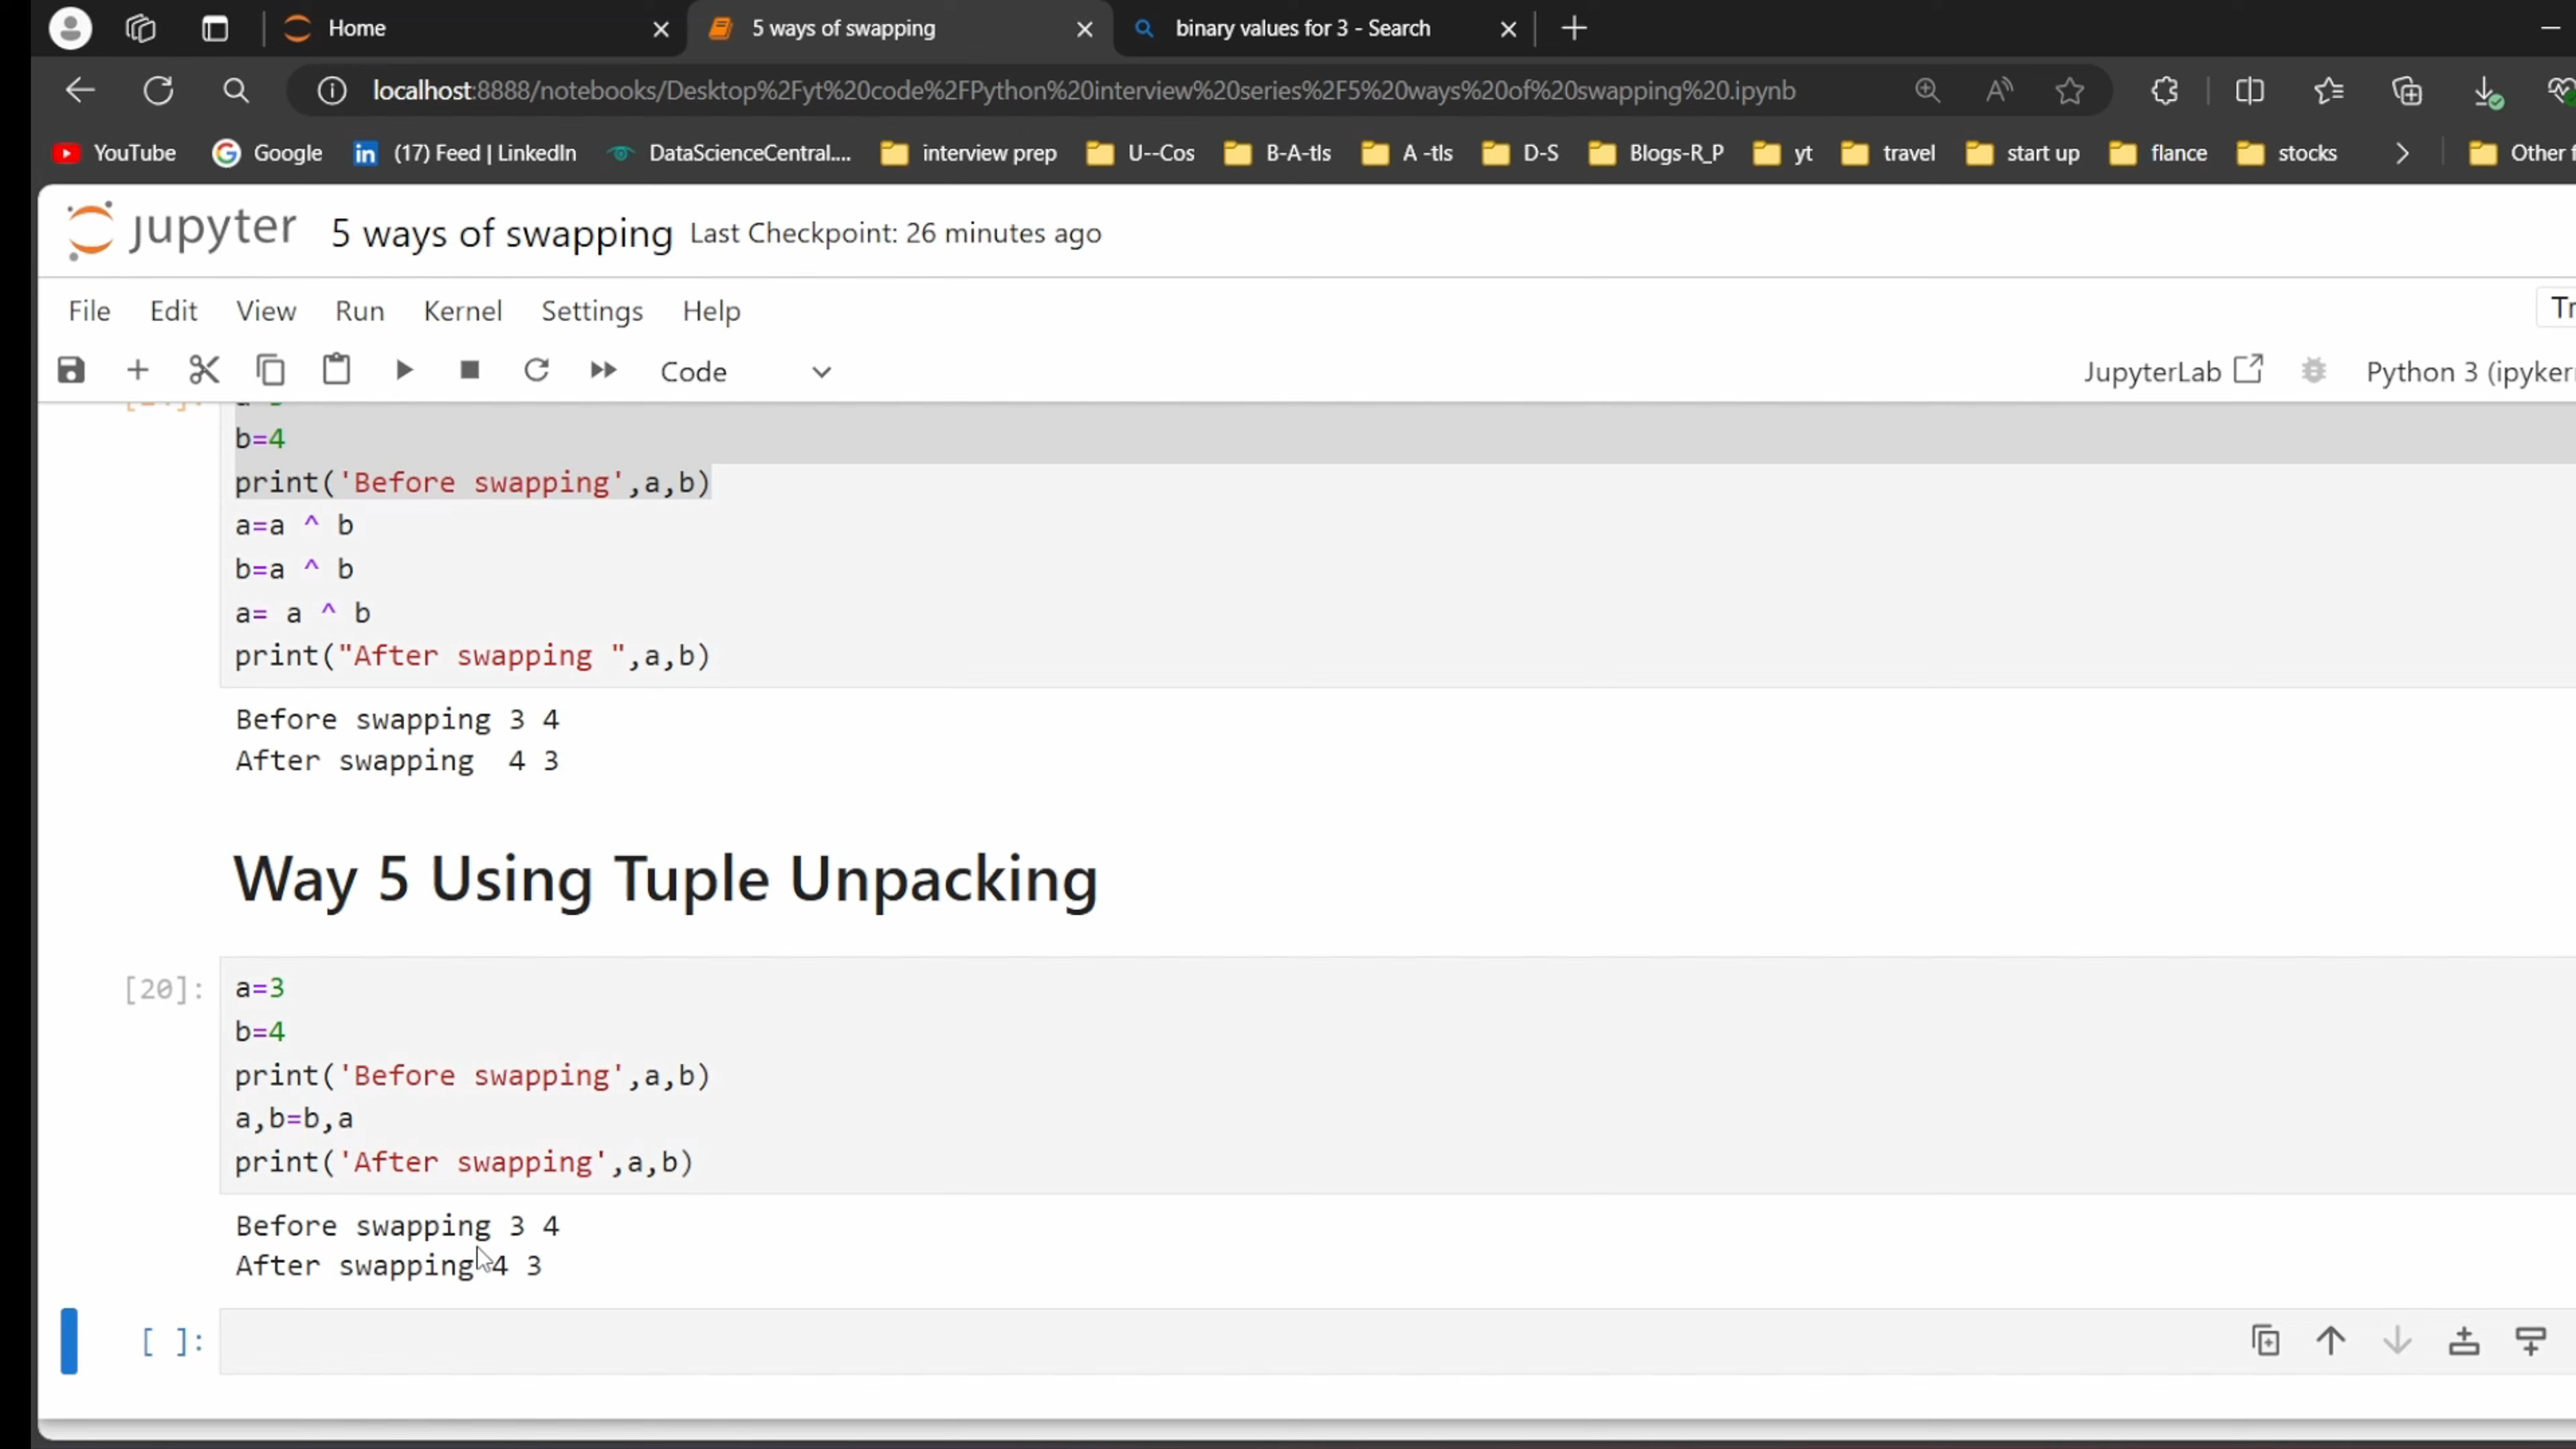 Home
5 ways of swapping
binary values for 3 - Search
localhost:8888/notebooks/Desktop%2Fyt%20code%2FPython%20interview%20series%2F5%20ways%20of%20swapping%20.ipynb
YouTube
Google
(17) Feed | LinkedIn
DataScienceCentral....
interview prep
U--Cos
B-A-tls
A -tls
D-S
Blogs-R_P
yt
travel
start up
flance
stocks
Other f
jupyter 5 ways of swapping Last Checkpoint: 26 minutes ago
File Edit View Run Kernel Settings Help
Tr
Code
JupyterLab
Python 3 (ipyker
b=4
print('Before swapping',a,b)
a=a ^ b
b=a ^ b
a= a ^ b
print("After swapping ",a,b)
Before swapping 3 4
After swapping  4 3
Way 5 Using Tuple Unpacking
[20]:
a=3
b=4
print('Before swapping',a,b)
a,b=b,a
print('After swapping',a,b)
Before swapping 3 4
After swapping 4 3
[ ]: